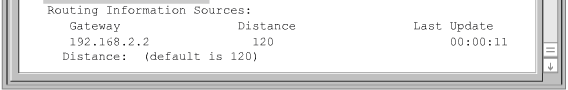 Routing Information Sources:
Gateway Distance Last Update
192.168.2.2 120 00:00:11
Distance: (default is 120)